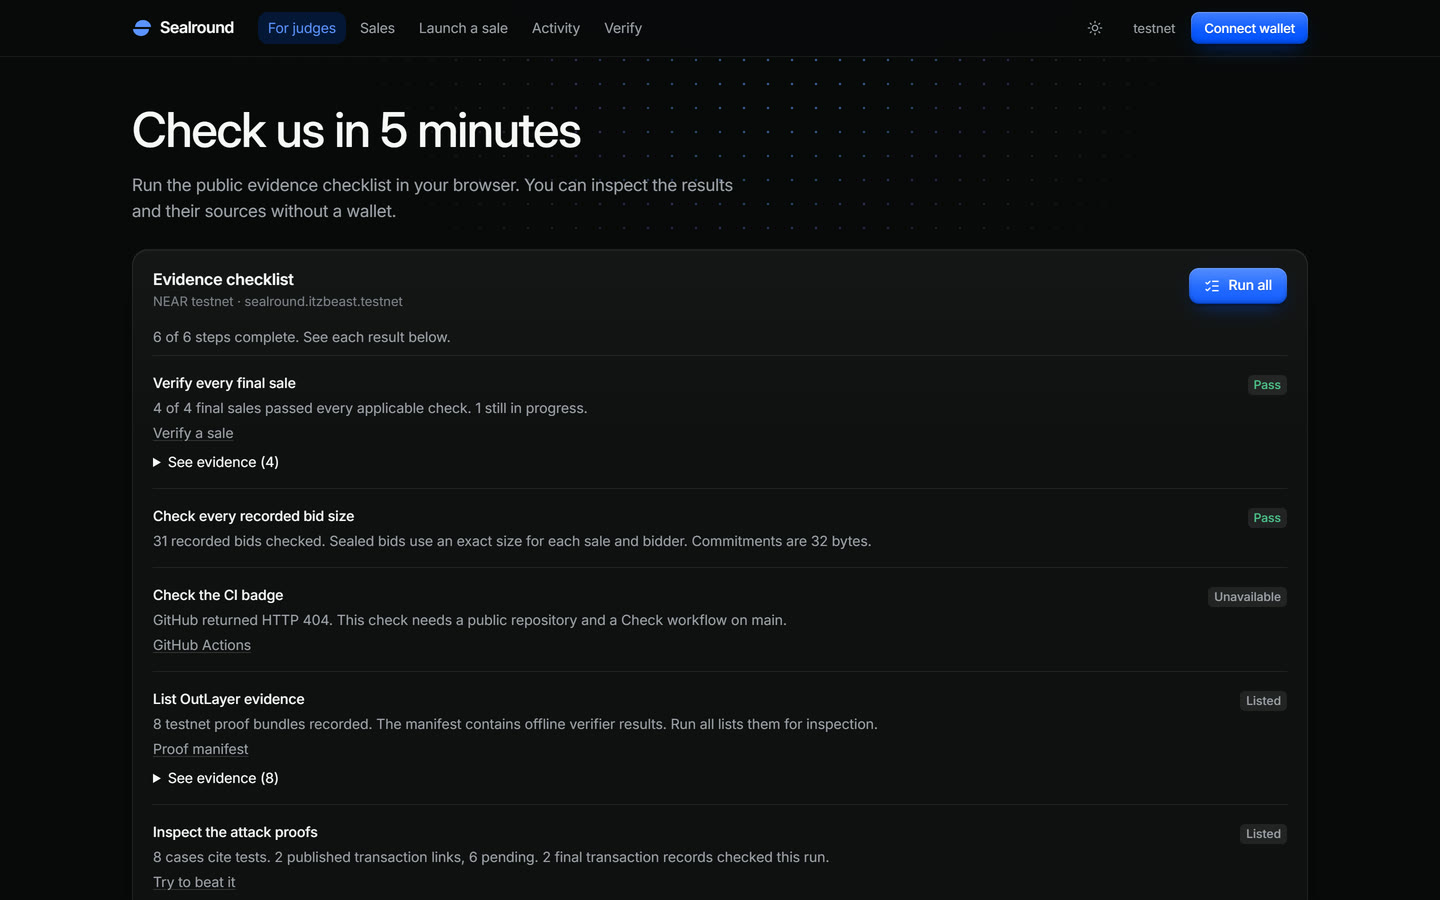 Sealround
For judges
Sales
Launch a sale
Activity
Verify
testnet
Connect wallet
Check us in 5 minutes
Run the public evidence checklist in your browser. You can inspect the results
and their sources without a wallet.
Evidence checklist
NEAR testnet · sealround.itzbeast.testnet
Run all
6 of 6 steps complete. See each result below.
Verify every final sale
Pass
4 of 4 final sales passed every applicable check. 1 still in progress.
Verify a sale
See evidence (4)
Check every recorded bid size
Pass
31 recorded bids checked. Sealed bids use an exact size for each sale and bidder. Commitments are 32 bytes.
Check the CI badge
Unavailable
GitHub returned HTTP 404. This check needs a public repository and a Check workflow on main.
GitHub Actions
List OutLayer evidence
Listed
8 testnet proof bundles recorded. The manifest contains offline verifier results. Run all lists them for inspection.
Proof manifest
See evidence (8)
Inspect the attack proofs
Listed
8 cases cite tests. 2 published transaction links, 6 pending. 2 final transaction records checked this run.
Try to beat it